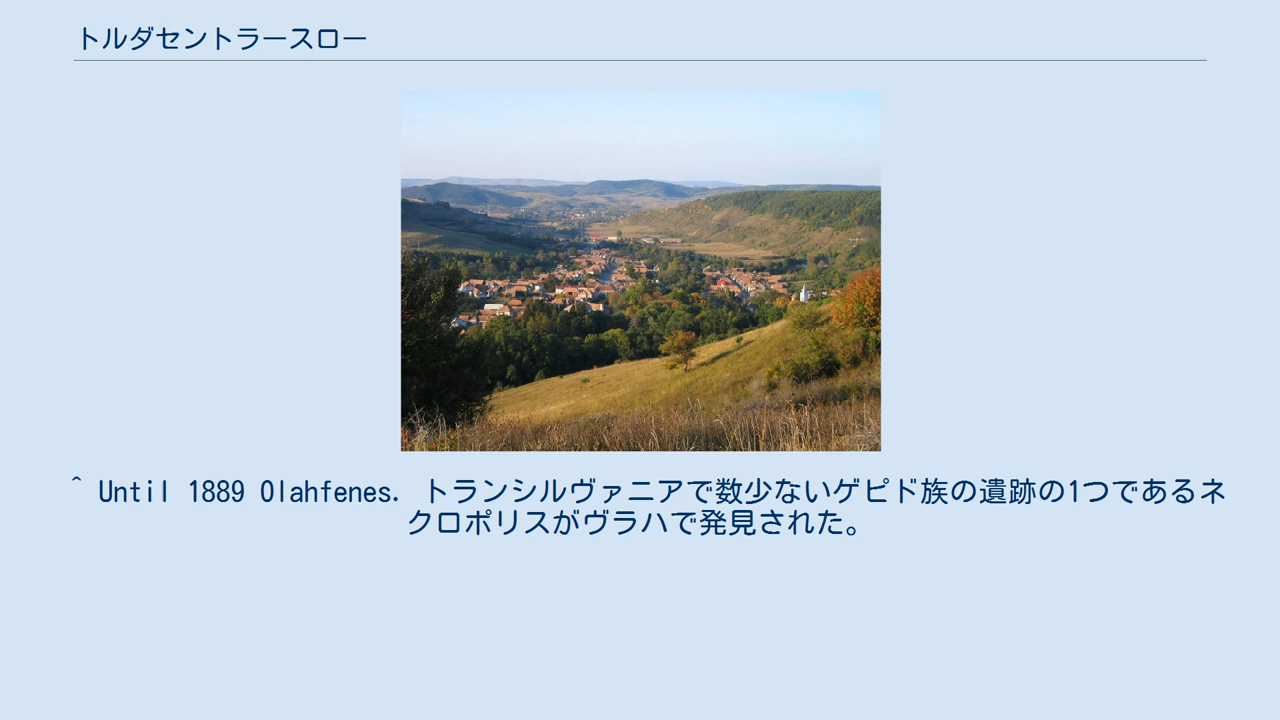 トルダセントラースロー
^ Until 1889 Olahfenes. トランシルヴァニアで数少ないゲピド族の遺跡の1つであるネ
クロポリスがヴラハで発見された。